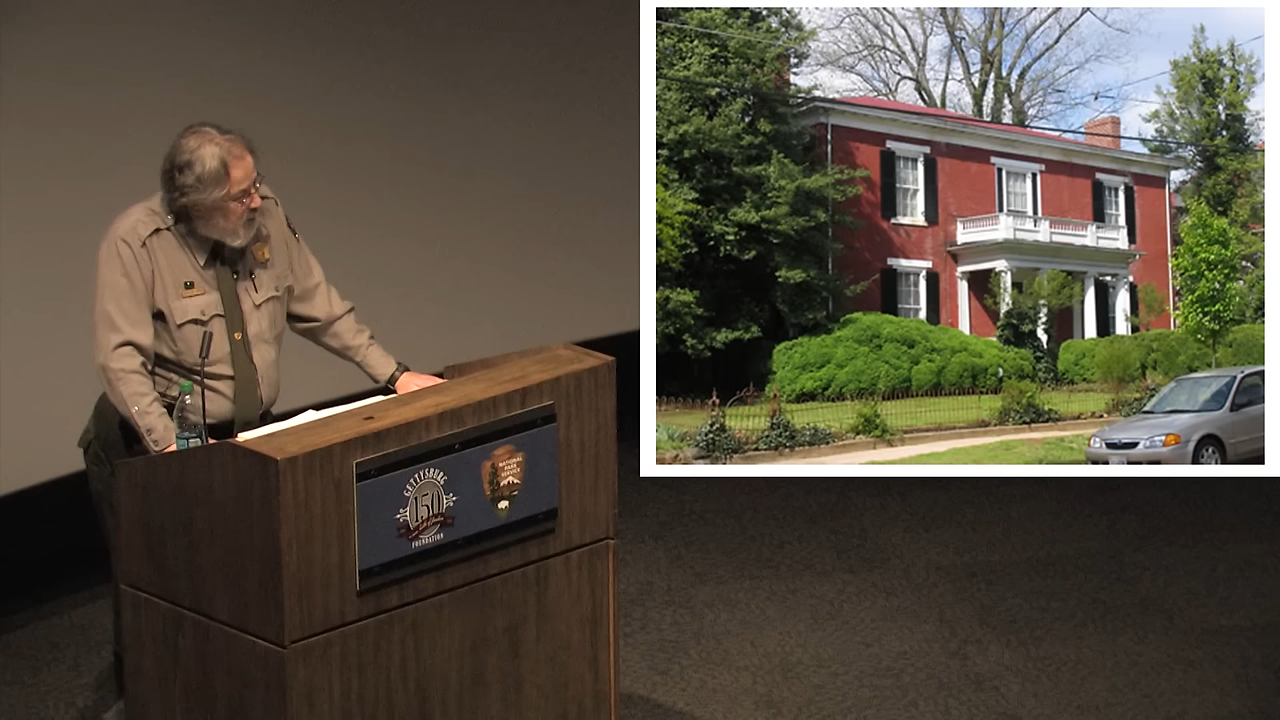 GETTYSBURG
150
FOUNDATION
NATIONAL
PARK
SERVICE